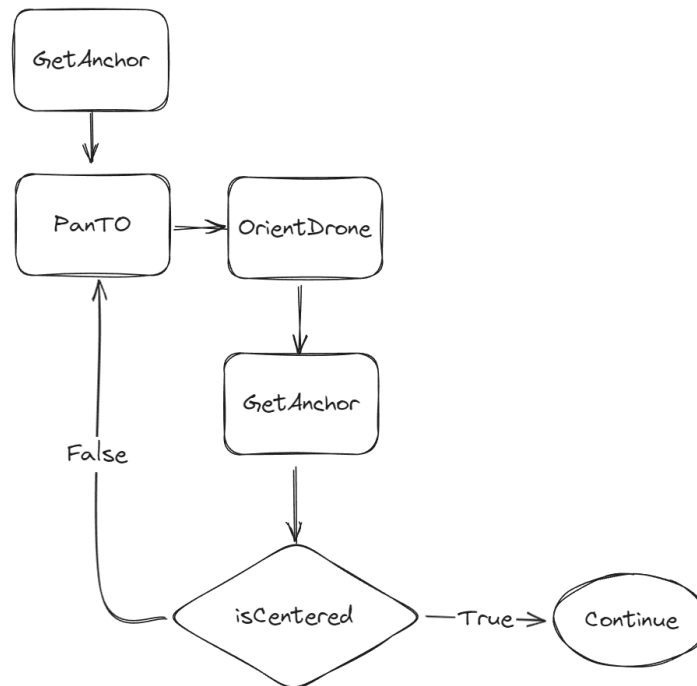 GetAnchor
PanTO
OrientDrone
GetAnchor
False
isCentered
True
Continue